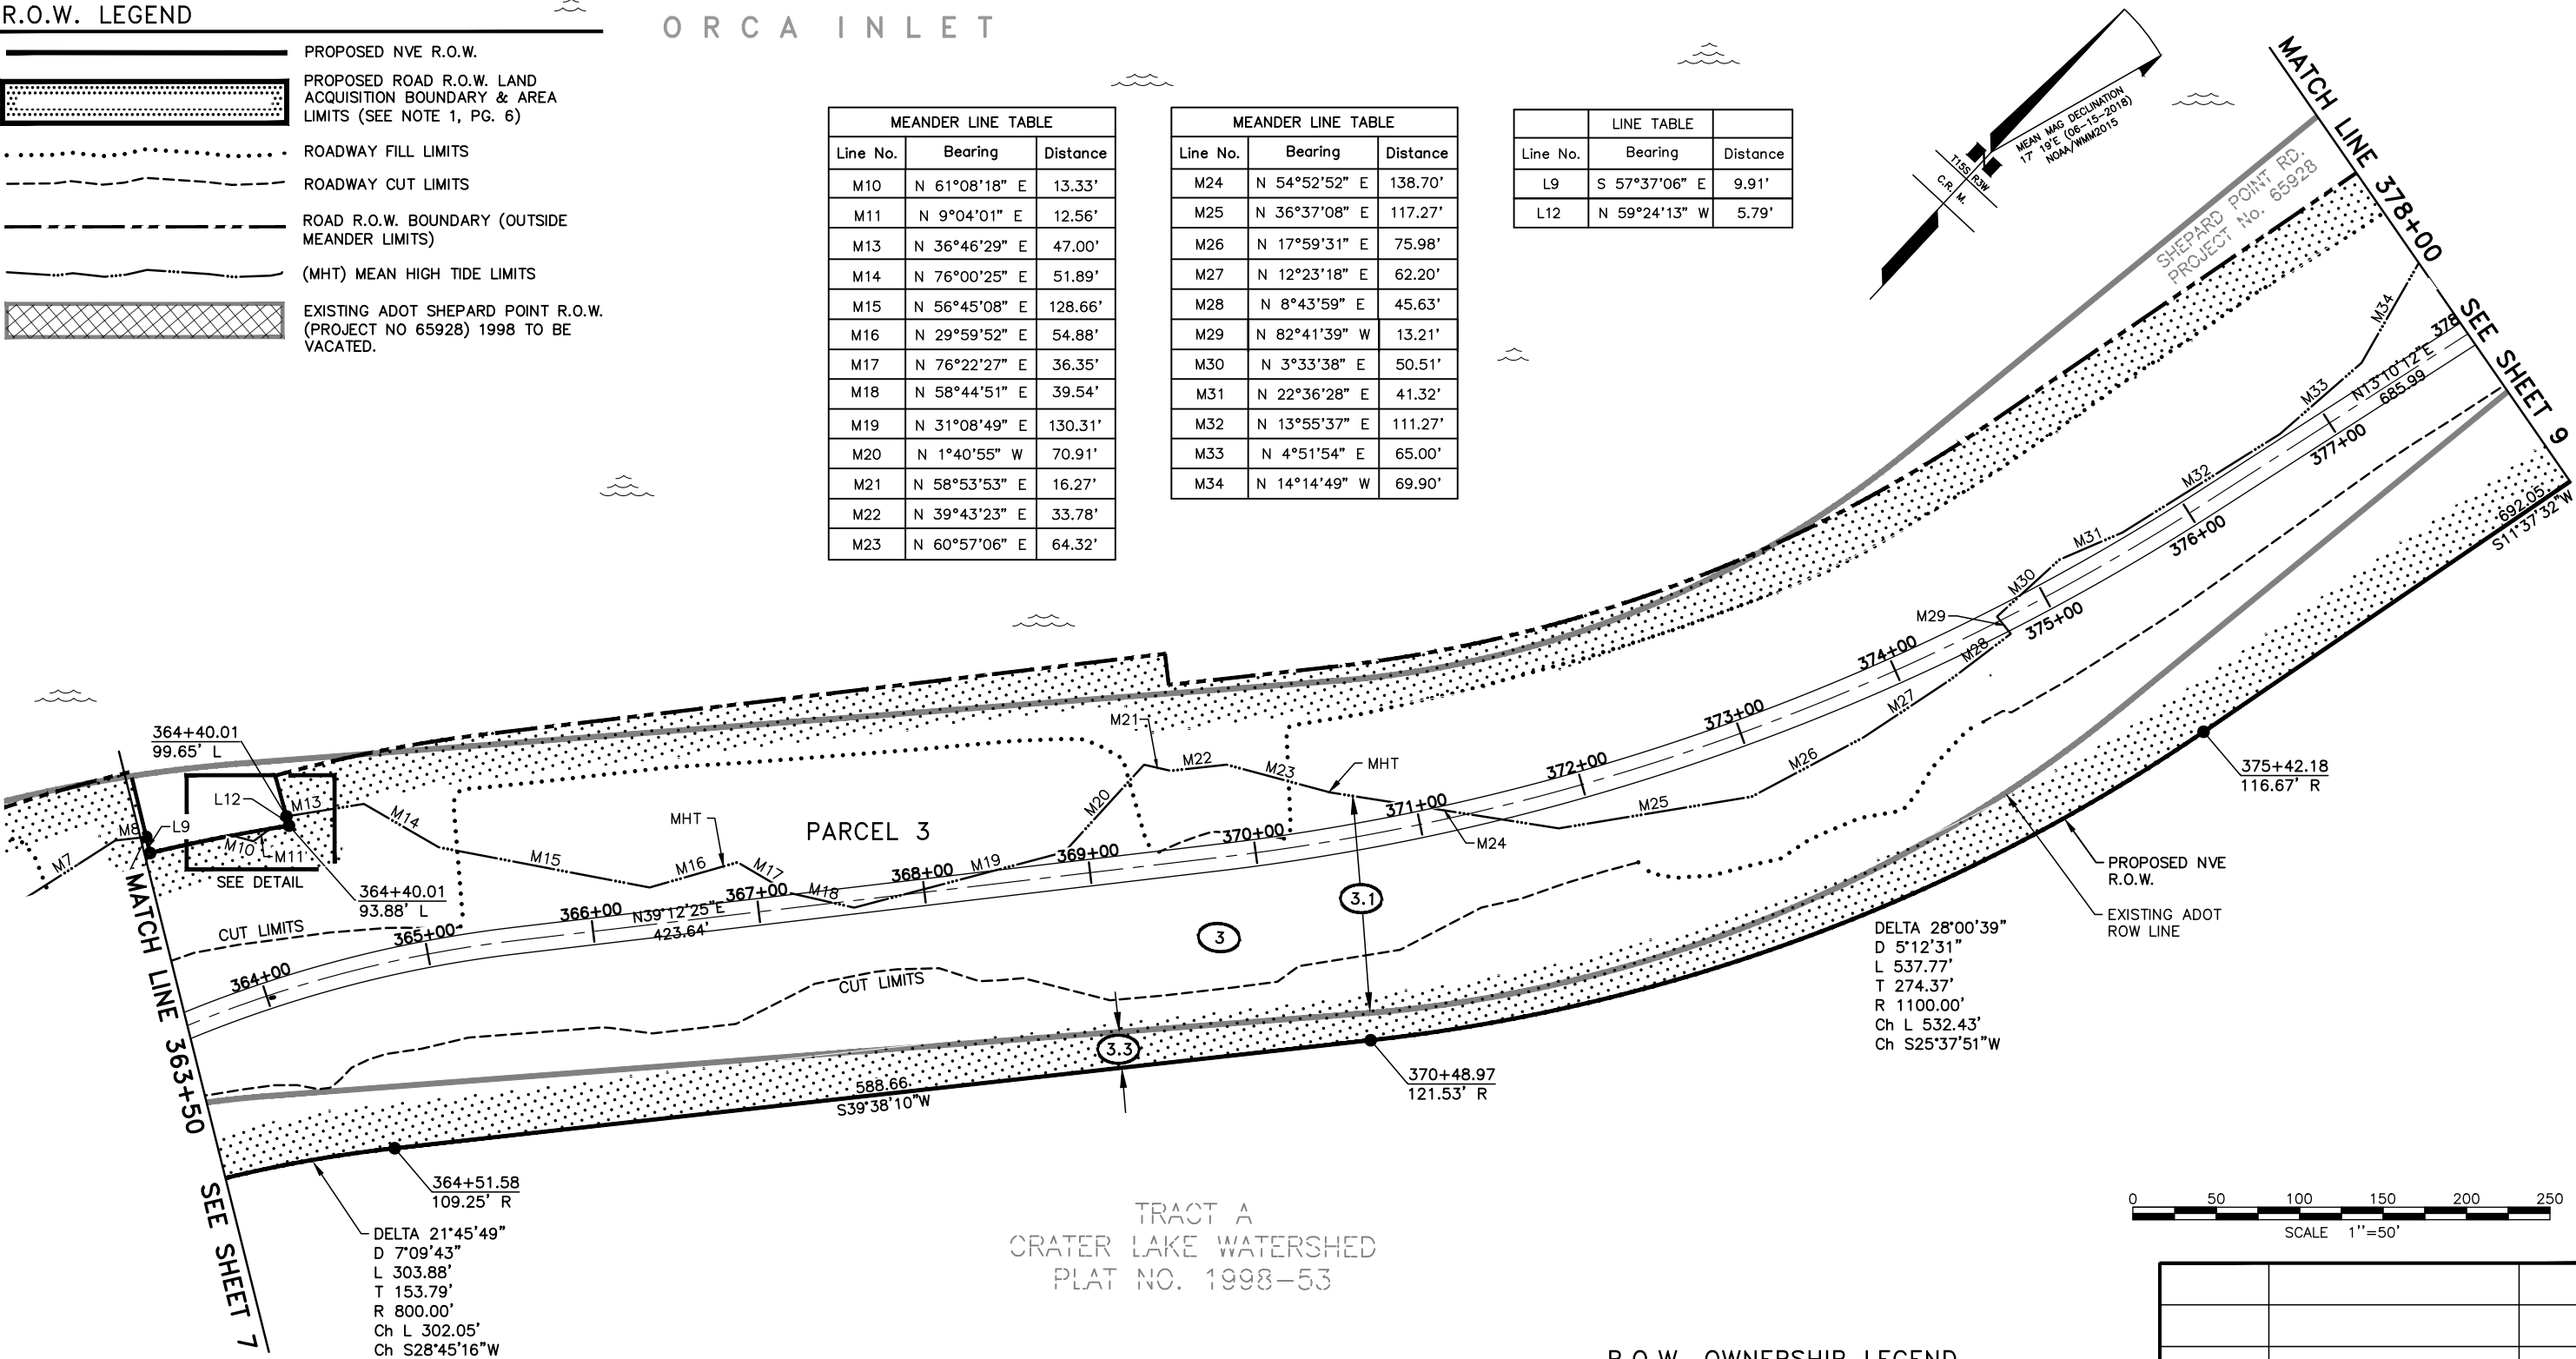 R.O.W. LEGEND
PROPOSED NVE R.O.W.
PROPOSED ROAD R.O.W. LAND
ACQUISITION BOUNDARY & AREA
LIMITS (SEE NOTE 1, PG. 6)
ROADWAY FILL LIMITS
ROADWAY CUT LIMITS
ROAD R.O.W. BOUNDARY (OUTSIDE
MEANDER LIMITS)
(MHT) MEAN HIGH TIDE LIMITS
EXISTING ADOT SHEPARD POINT R.O.W.
(PROJECT NO 65928) 1998 TO BE
VACATED.
ORCA INLET
MEANDER LINE TABLE
Line No. Bearing Distance
M10 N 61°08'18" E 13.33'
M11 N 9°04'01" E 12.56'
M13 N 36°46'29" E 47.00'
M14 N 76°00'25" E 51.89'
M15 N 56°45'08" E 128.66'
M16 N 29°59'52" E 54.88'
M17 N 76°22'27" E 36.35'
M18 N 58°44'51" E 39.54'
M19 N 31°08'49" E 130.31'
M20 N 1°40'55" W 70.91'
M21 N 58°53'53" E 16.27'
M22 N 39°43'23" E 33.78'
M23 N 60°57'06" E 64.32'
MEANDER LINE TABLE
Line No. Bearing Distance
M24 N 54°52'52" E 138.70'
M25 N 36°37'08" E 117.27'
M26 N 17°59'31" E 75.98'
M27 N 12°23'18" E 62.20'
M28 N 8°43'59" E 45.63'
M29 N 82°41'39" W 13.21'
M30 N 3°33'38" E 50.51'
M31 N 22°36'28" E 41.32'
M32 N 13°55'37" E 111.27'
M33 N 4°51'54" E 65.00'
M34 N 14°14'49" W 69.90'
LINE TABLE
Line No. Bearing Distance
L9 S 57°37'06" E 9.91'
L12 N 59°24'13" W 5.79'
MEAN MAG DECLINATION
17° 19'E (06-15-2018)
NOAA/WMM2015
T15S R3W
C.R. M.
MATCH LINE 378+00 SEE SHEET 9
SHEPARD POINT RD.
PROJECT No. 65928
M34
378
N13°10'12"E
685.99
M33
377+00
M32
376+00
692.05
S11°37'32"W
M31
M30
M29
375+00
M28
374+00
M27
373+00
M26
372+00
M25
371+00
M24
MHT
M23
M22
M21
M20
370+00
369+00
M19
368+00
PARCEL 3
M18
367+00
M17
M16
MHT
M15
M14
N39°12'25"E
423.64'
366+00
365+00
364+00
364+40.01
99.65' L
L12
M13
M8
L9
M7
M10
M11
SEE DETAIL
364+40.01
93.88' L
CUT LIMITS
CUT LIMITS
MATCH LINE 363+50 SEE SHEET 7
3
3.1
3.3
375+42.18
116.67' R
PROPOSED NVE
R.O.W.
EXISTING ADOT
ROW LINE
DELTA 28°00'39"
D 5°12'31"
L 537.77'
T 274.37'
R 1100.00'
Ch L 532.43'
Ch S25°37'51"W
370+48.97
121.53' R
588.66
S39°38'10"W
364+51.58
109.25' R
DELTA 21°45'49"
D 7°09'43"
L 303.88'
T 153.79'
R 800.00'
Ch L 302.05'
Ch S28°45'16"W
TRACT A
CRATER LAKE WATERSHED
PLAT NO. 1998-53
0 50 100 150 200 250
SCALE 1''=50'
R.O.W. OWNERSHIP LEGEND